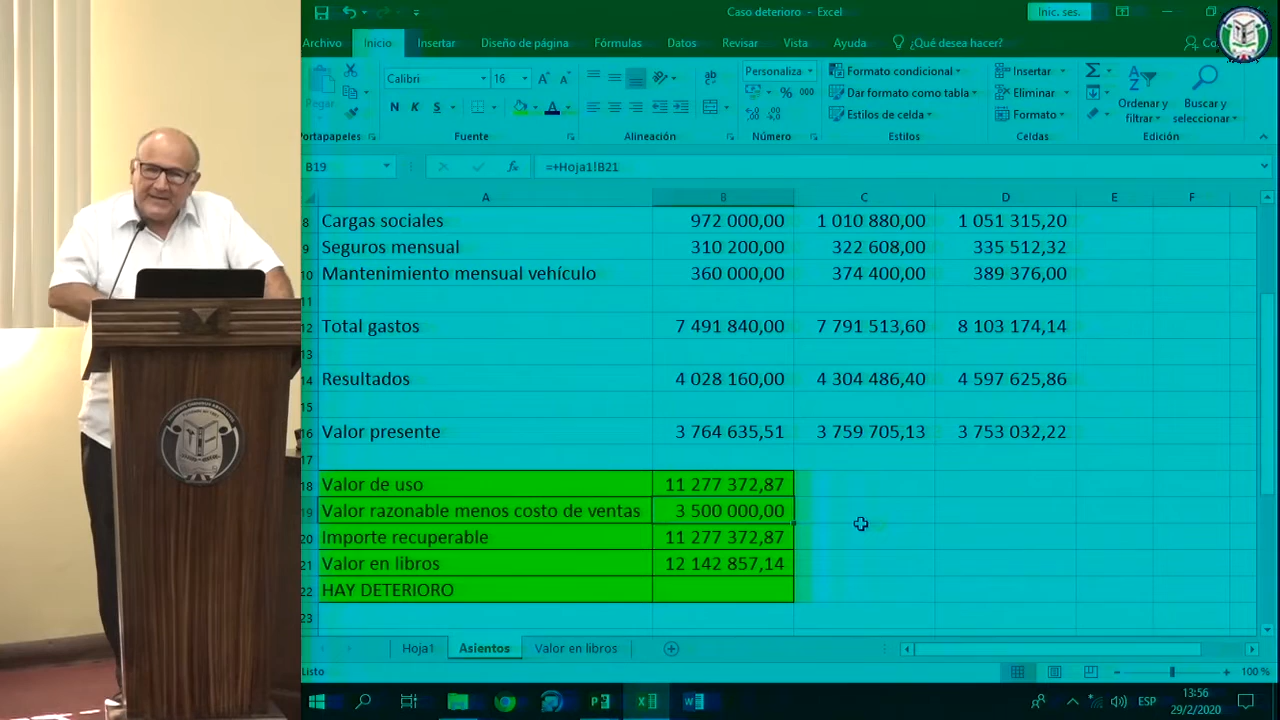 Caso deterioro - Excel
Inic. ses.
Archivo Inicio Insertar Diseño de página Fórmulas Datos Revisar Vista Ayuda ¿Qué desea hacer?
Calibri 16
Personaliza
Formato condicional
Insertar
Pegar
N K S
% 000
Dar formato como tabla
Eliminar
Ordenar y filtrar
Buscar y seleccionar
Estilos de celda
Formato
Portapapeles Fuente Alineación Número Estilos Celdas Edición
B19 fx =+Hoja1!B21
A B C D E F
8 Cargas sociales 972 000,00 1 010 880,00 1 051 315,20
9 Seguros mensual 310 200,00 322 608,00 335 512,32
10 Mantenimiento mensual vehículo 360 000,00 374 400,00 389 376,00
11
12 Total gastos 7 491 840,00 7 791 513,60 8 103 174,14
13
14 Resultados 4 028 160,00 4 304 486,40 4 597 625,86
15
16 Valor presente 3 764 635,51 3 759 705,13 3 753 032,22
17
18 Valor de uso 11 277 372,87
19 Valor razonable menos costo de ventas 3 500 000,00
20 Importe recuperable 11 277 372,87
21 Valor en libros 12 142 857,14
22 HAY DETERIORO
23
Hoja1 Asientos Valor en libros
Listo 100 %
ESP
13:56
29/2/2020